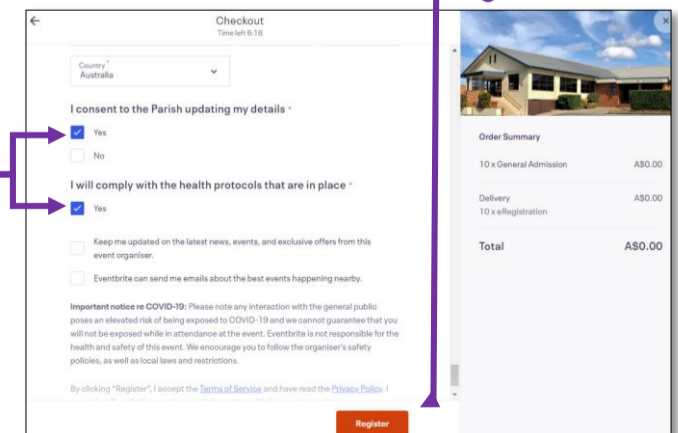 Checkout
Time left 6:18
Country *
Australia
I consent to the Parish updating my details *
Yes
No
I will comply with the health protocols that are in place *
Yes
Keep me updated on the latest news, events, and exclusive offers from this
event organiser.
Eventbrite can send me emails about the best events happening nearby.
Important notice re COVID-19: Please note any interaction with the general public
poses an elevated risk of being exposed to COVID-19 and we cannot guarantee that you
will not be exposed while in attendance at the event. Eventbrite is not responsible for the
health and safety of this event. We encourage you to follow the organiser's safety
policies, as well as local laws and restrictions.
By clicking "Register", I accept the Terms of Service and have read the Privacy Policy. I
Register
Order Summary
10 x General Admission A$0.00
Delivery A$0.00
10 x eRegistration
Total A$0.00